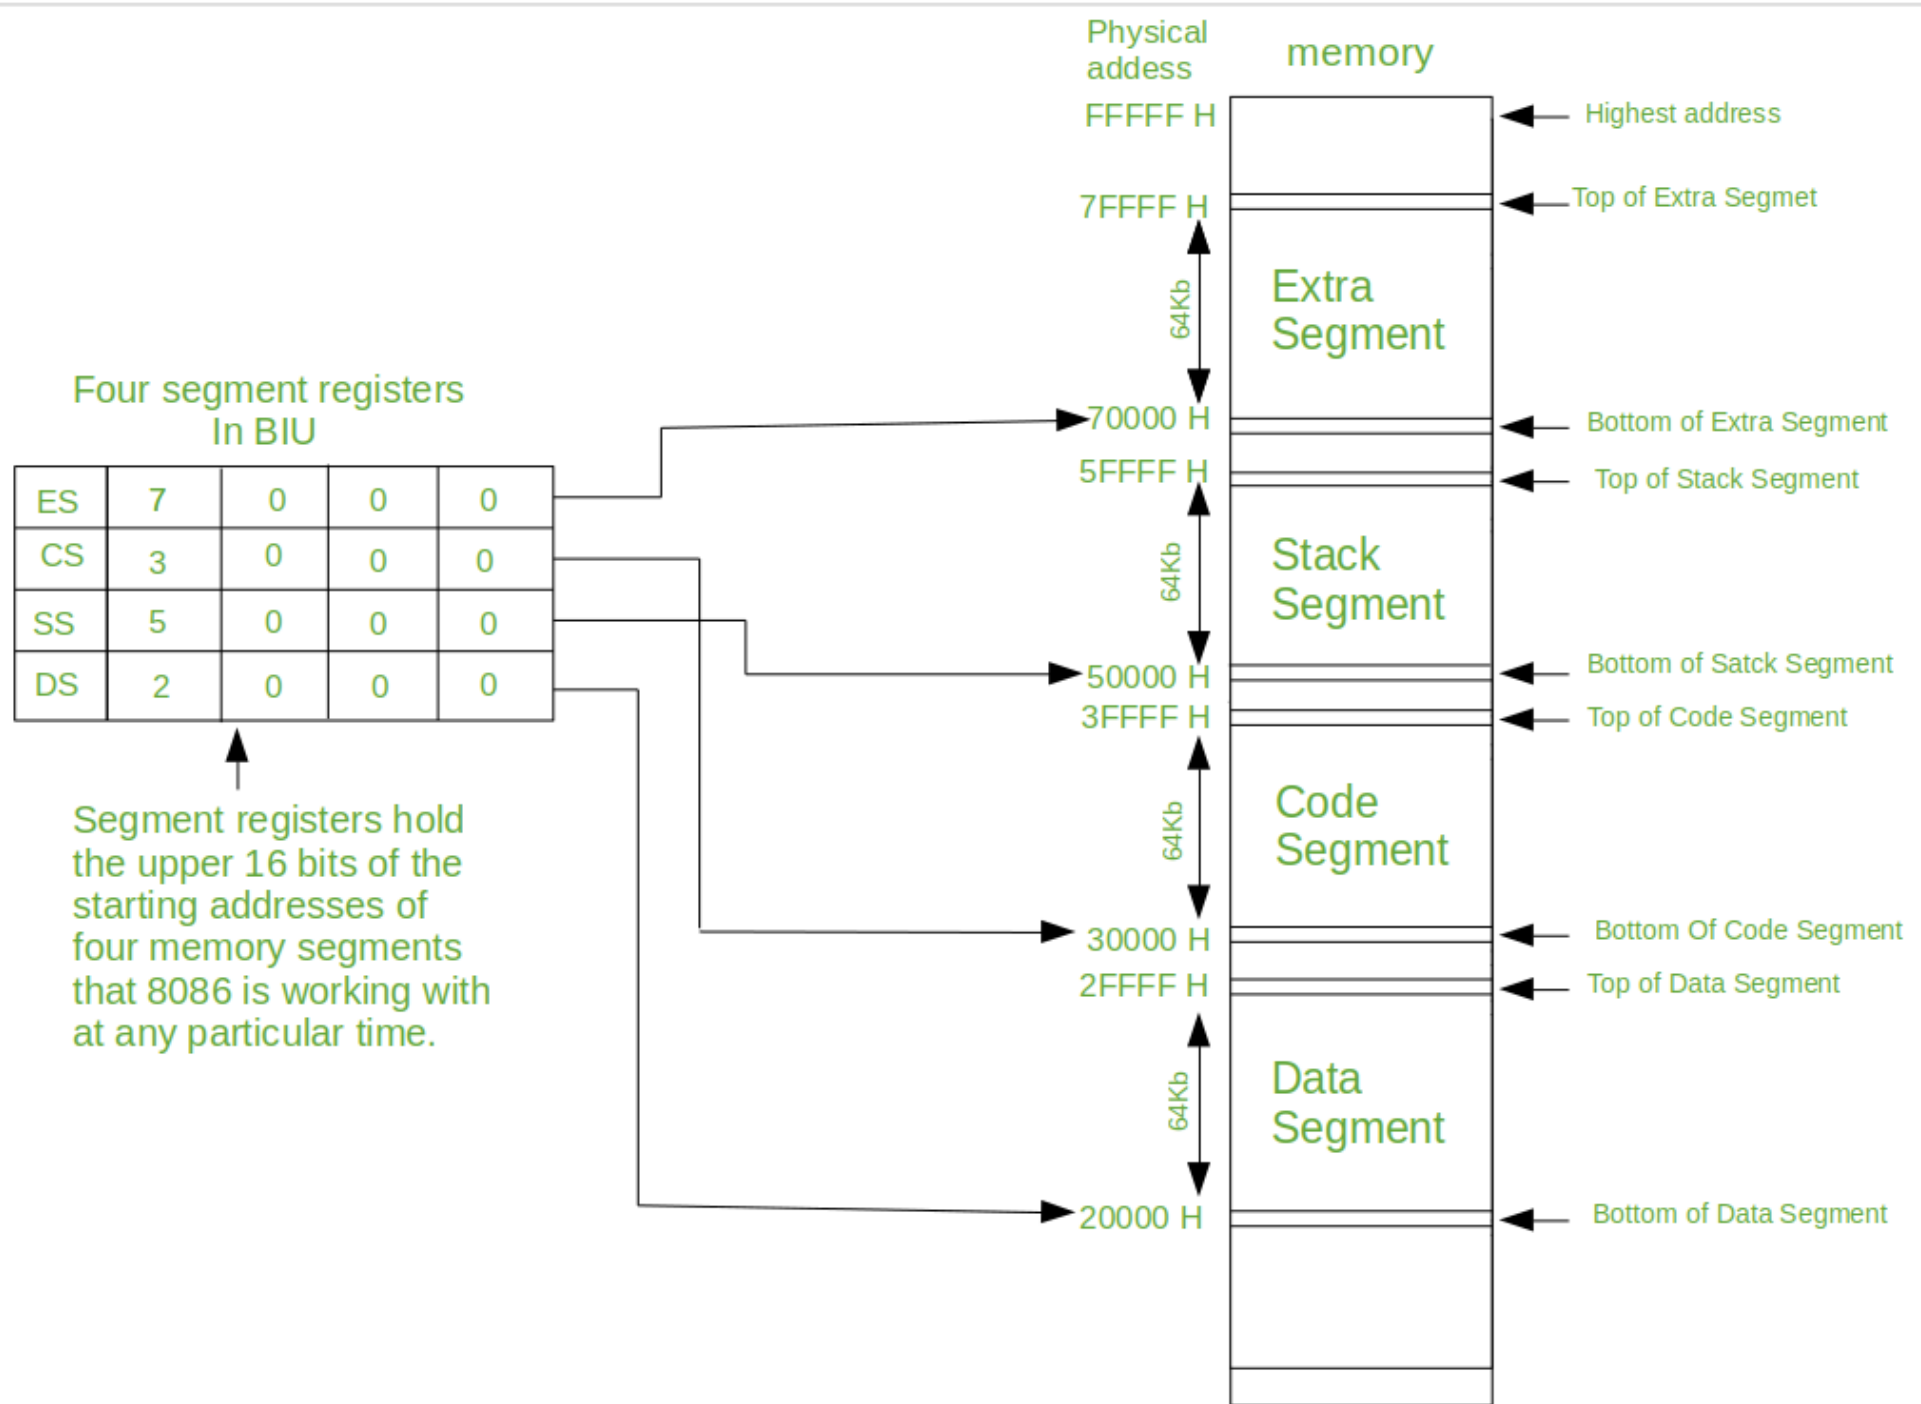 Physical
addess
memory
FFFFF H
Highest address
7FFFF H
Top of Extra Segmet
64Kb
Extra
Segment
Four segment registers
In BIU
70000 H
Bottom of Extra Segment
5FFFF H
Top of Stack Segment
ES 7 0 0 0
CS 3 0 0 0
SS 5 0 0 0
DS 2 0 0 0
64Kb
Stack
Segment
50000 H
Bottom of Satck Segment
3FFFF H
Top of Code Segment
Segment registers hold
the upper 16 bits of the
starting addresses of
four memory segments
that 8086 is working with
at any particular time.
64Kb
Code
Segment
30000 H
Bottom Of Code Segment
2FFFF H
Top of Data Segment
64Kb
Data
Segment
20000 H
Bottom of Data Segment